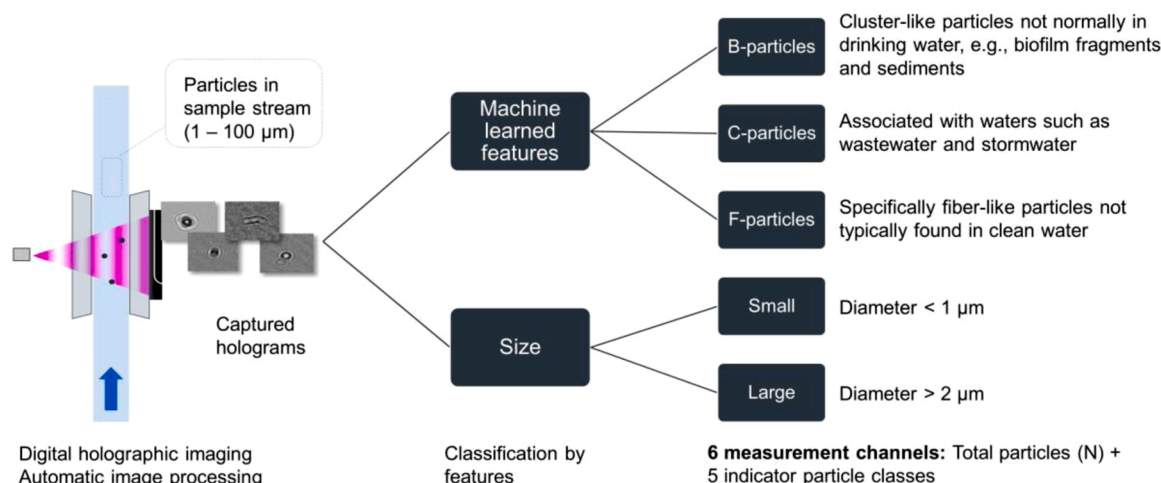 Particles in
sample stream
(1 – 100 µm)
Captured
holograms
Digital holographic imaging
Automatic image processing
Machine
learned
features
Size
Classification by
features
B-particles
Cluster-like particles not normally in
drinking water, e.g., biofilm fragments
and sediments
C-particles
Associated with waters such as
wastewater and stormwater
F-particles
Specifically fiber-like particles not
typically found in clean water
Small
Diameter < 1 µm
Large
Diameter > 2 µm
6 measurement channels: Total particles (N) +
5 indicator particle classes